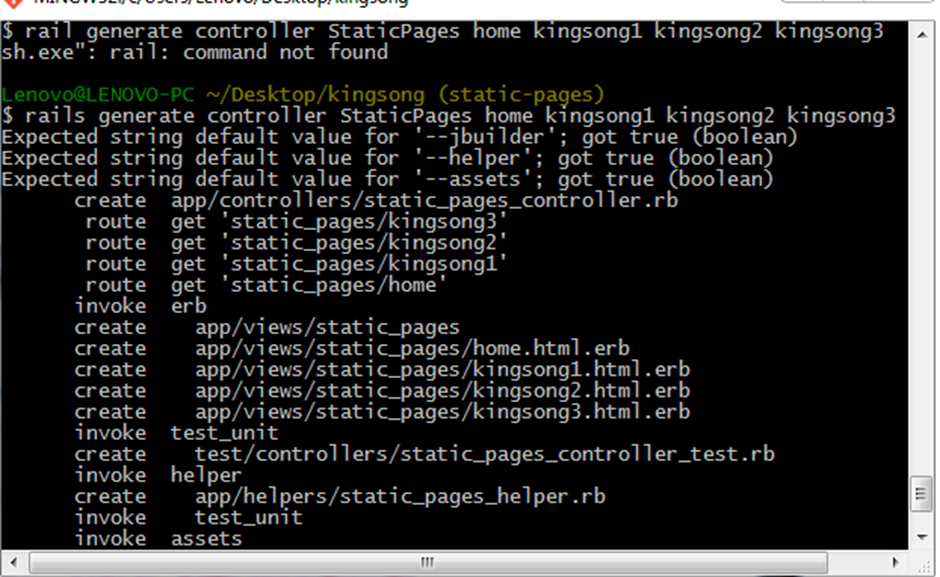 $ rail generate controller StaticPages home kingsong1 kingsong2 kingsong3
sh.exe": rail: command not found
Lenovo@LENOVO-PC ~/Desktop/kingsong (static-pages)
$ rails generate controller StaticPages home kingsong1 kingsong2 kingsong3
Expected string default value for '--jbuilder'; got true (boolean)
Expected string default value for '--helper'; got true (boolean)
Expected string default value for '--assets'; got true (boolean)
create app/controllers/static_pages_controller.rb
route get 'static_pages/kingsong3'
route get 'static_pages/kingsong2'
route get 'static_pages/kingsong1'
route get 'static_pages/home'
invoke erb
create app/views/static_pages
create app/views/static_pages/home.html.erb
create app/views/static_pages/kingsong1.html.erb
create app/views/static_pages/kingsong2.html.erb
create app/views/static_pages/kingsong3.html.erb
invoke test_unit
create test/controllers/static_pages_controller_test.rb
invoke helper
create app/helpers/static_pages_helper.rb
invoke test_unit
invoke assets